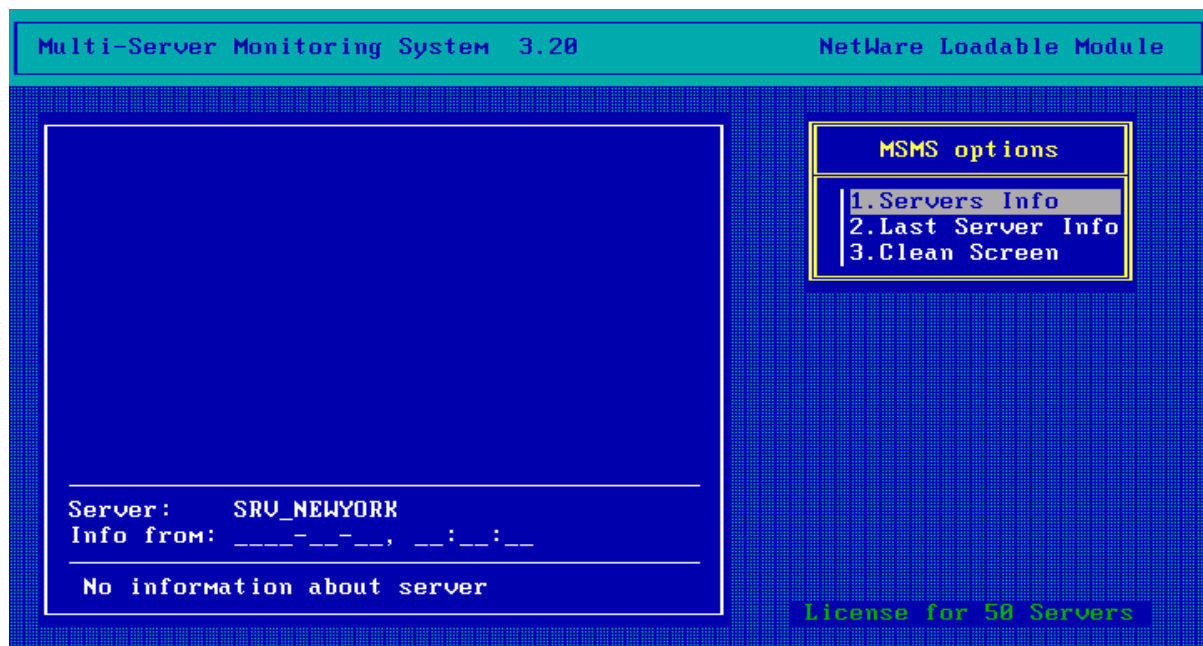 Multi-Server Monitoring System 3.20
NetWare Loadable Module
MSMS options
1.Servers Info
2.Last Server Info
3.Clean Screen
Server: SRV_NEWYORK
Info from: ____-__-__, __:__:__
No information about server
License for 50 Servers